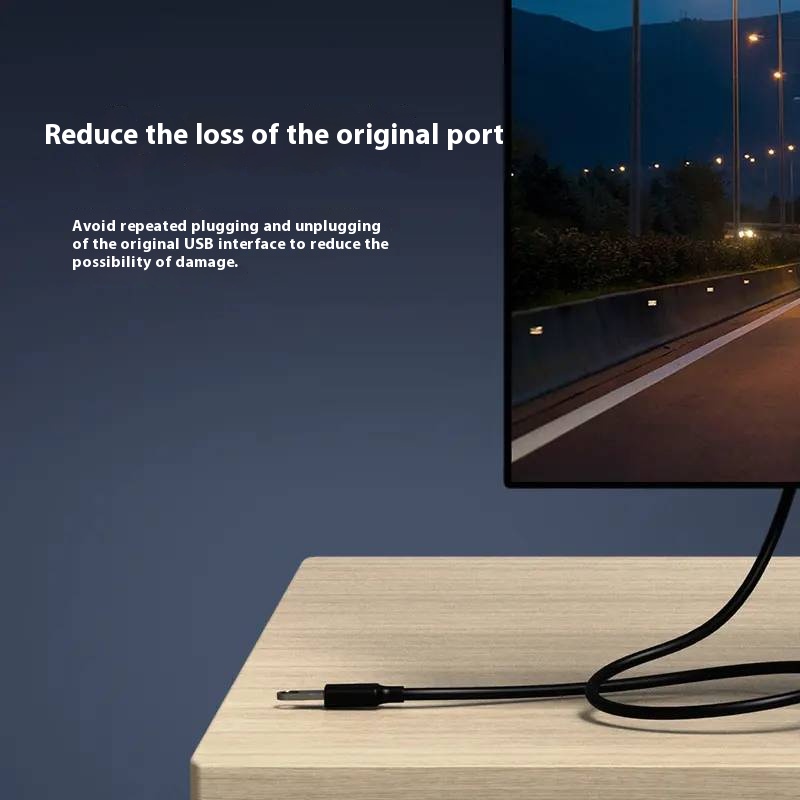 Reduce the loss of the original port
Avoid repeated plugging and unplugging
of the original USB interface to reduce the
possibility of damage.